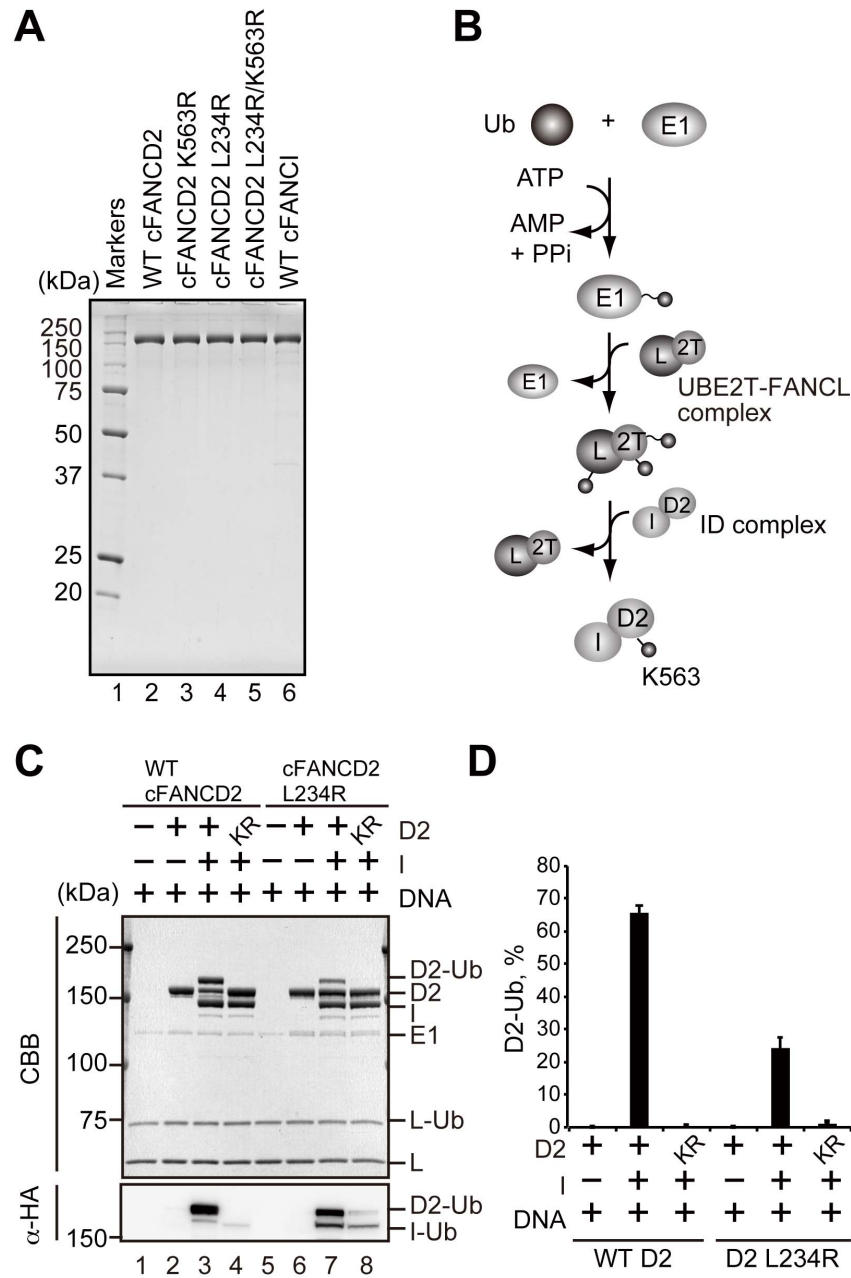 A
Markers
WT cFANCD2
cFANCD2 K563R
cFANCD2 L234R
cFANCD2 L234R/K563R
WT cFANCI
(kDa)
250
150
100
75
50
37
25
20
1 2 3 4 5 6
B
Ub + E1
ATP
AMP
+ PPi
E1
L 2T
E1
UBE2T-FANCL
complex
L 2T
I D2
ID complex
L 2T
I D2
K563
C
WT
cFANCD2
cFANCD2
L234R
− + + KR − + + KR D2
− − + + − − + + I
(kDa) + + + + + + + + DNA
CBB
250
150
100
75
D2-Ub
D2
I
E1
L-Ub
L
α-HA
150
D2-Ub
I-Ub
1 2 3 4 5 6 7 8
D
D2-Ub, %
80
70
60
50
40
30
20
10
0
D2 + + KR + + KR
I − + + − + +
DNA + + + + + +
WT D2 D2 L234R